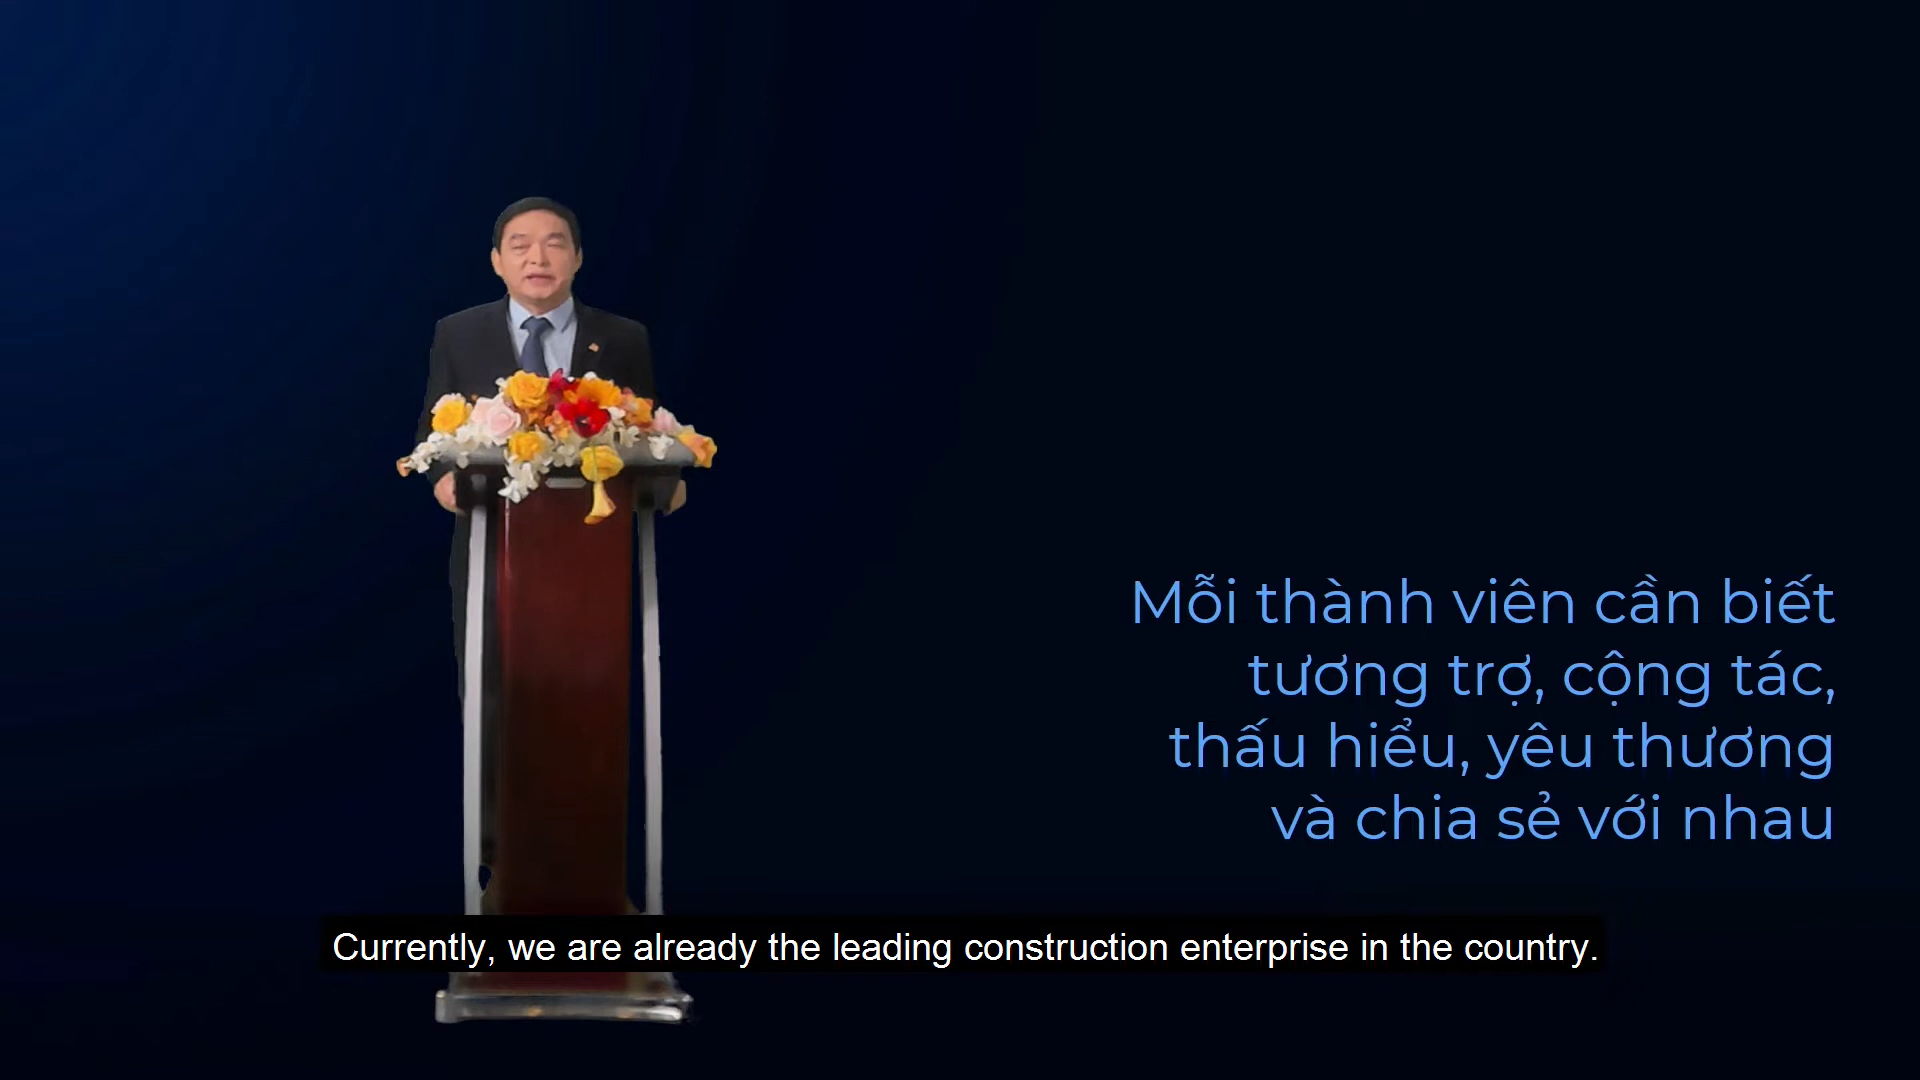 Mỗi thành viên cần biết
tương trợ, cộng tác,
thấu hiểu, yêu thương
và chia sẻ với nhau
Currently, we are already the leading construction enterprise in the country.